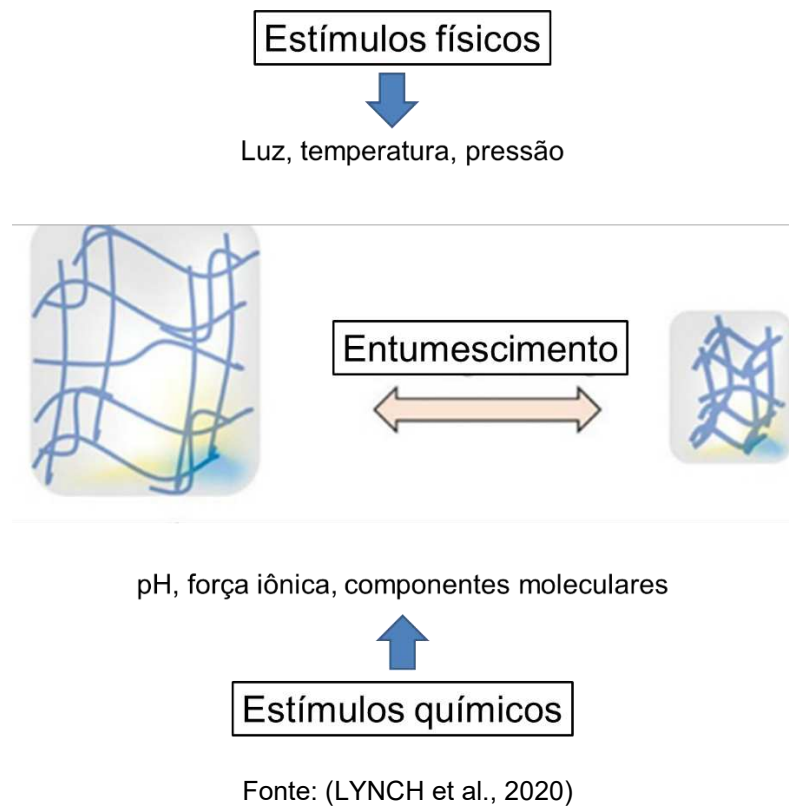 Estímulos físicos
Luz, temperatura, pressão
Entumescimento
pH, força iônica, componentes moleculares
Estímulos químicos
Fonte: (LYNCH et al., 2020)